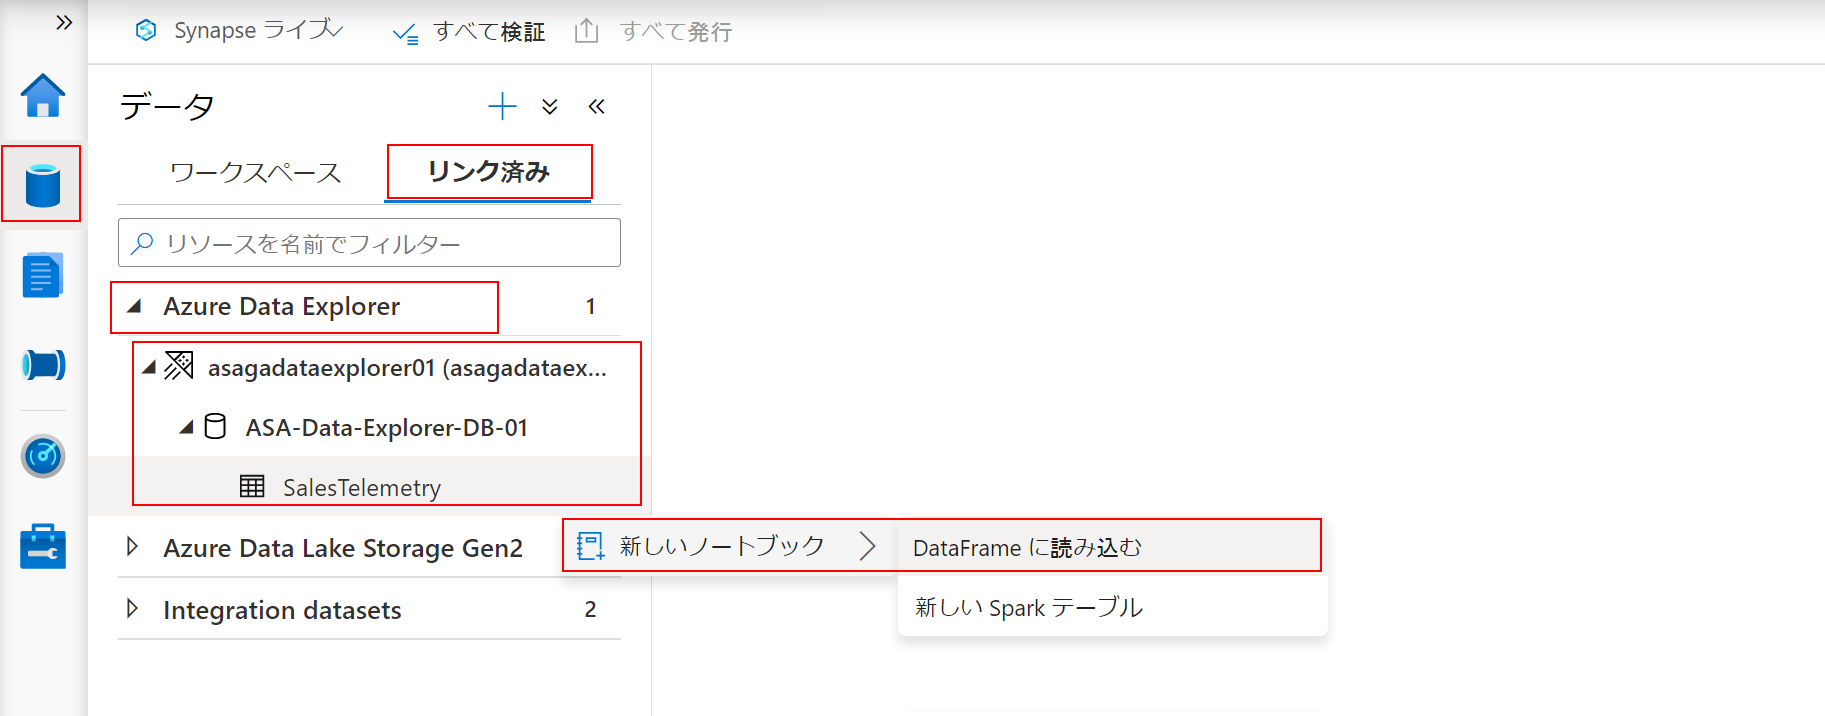 Synapse ライブ
すべて検証
すべて発行
データ
ワークスペース
リンク済み
リソースを名前でフィルター
Azure Data Explorer 1
asagadataexplorer01 (asagadataex...
ASA-Data-Explorer-DB-01
SalesTelemetry
Azure Data Lake Storage Gen2
新しいノートブック
DataFrame に読み込む
新しい Spark テーブル
Integration datasets 2